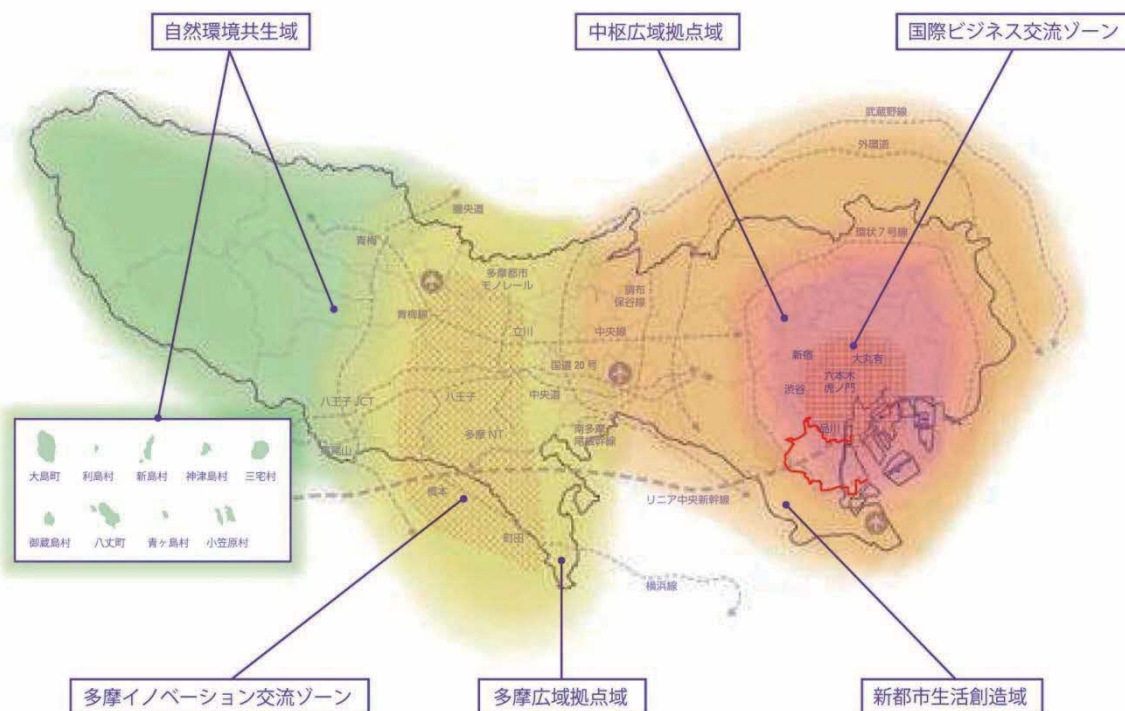 自然環境共生域
中枢広域拠点域
国際ビジネス交流ゾーン
武蔵野線
外環道
圏央道
環状7号線
青梅
多摩都市
モノレール
調布
保谷線
青梅線
立川
中央線
新宿
大丸有
国道20号
六本木
虎ノ門
渋谷
八王子JCT
八王子
中央道
品川
多摩NT
南多摩
尾根幹線
高尾山
橋本
リニア中央新幹線
町田
横浜線
大島町
利島村
新島村
神津島村
三宅村
御蔵島村
八丈町
青ヶ島村
小笠原村
多摩イノベーション交流ゾーン
多摩広域拠点域
新都市生活創造域